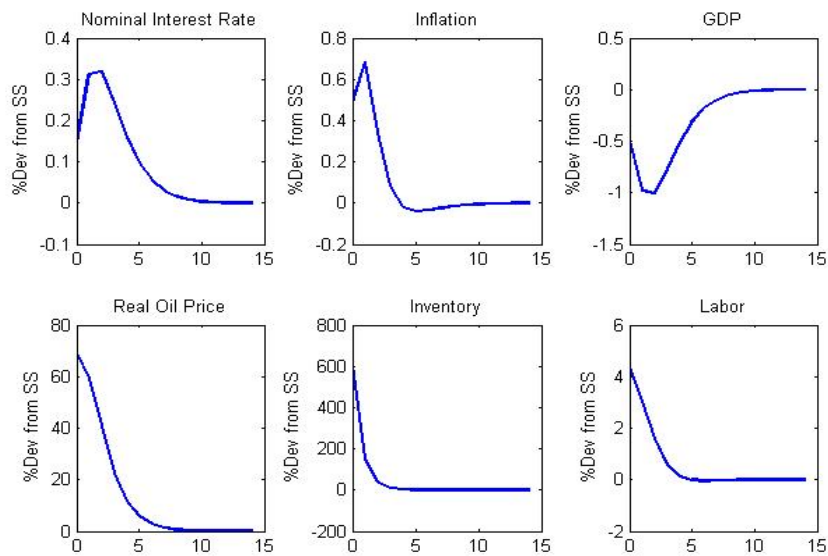 Nominal Interest Rate
%Dev from SS
0.4
0.3
0.2
0.1
0
-0.1
0 5 10 15
Inflation
%Dev from SS
0.8
0.6
0.4
0.2
0
-0.2
0 5 10 15
GDP
%Dev from SS
0.5
0
-0.5
-1
-1.5
0 5 10 15
Real Oil Price
%Dev from SS
80
60
40
20
0
0 5 10 15
Inventory
%Dev from SS
800
600
400
200
0
-200
0 5 10 15
Labor
%Dev from SS
6
4
2
0
-2
0 5 10 15